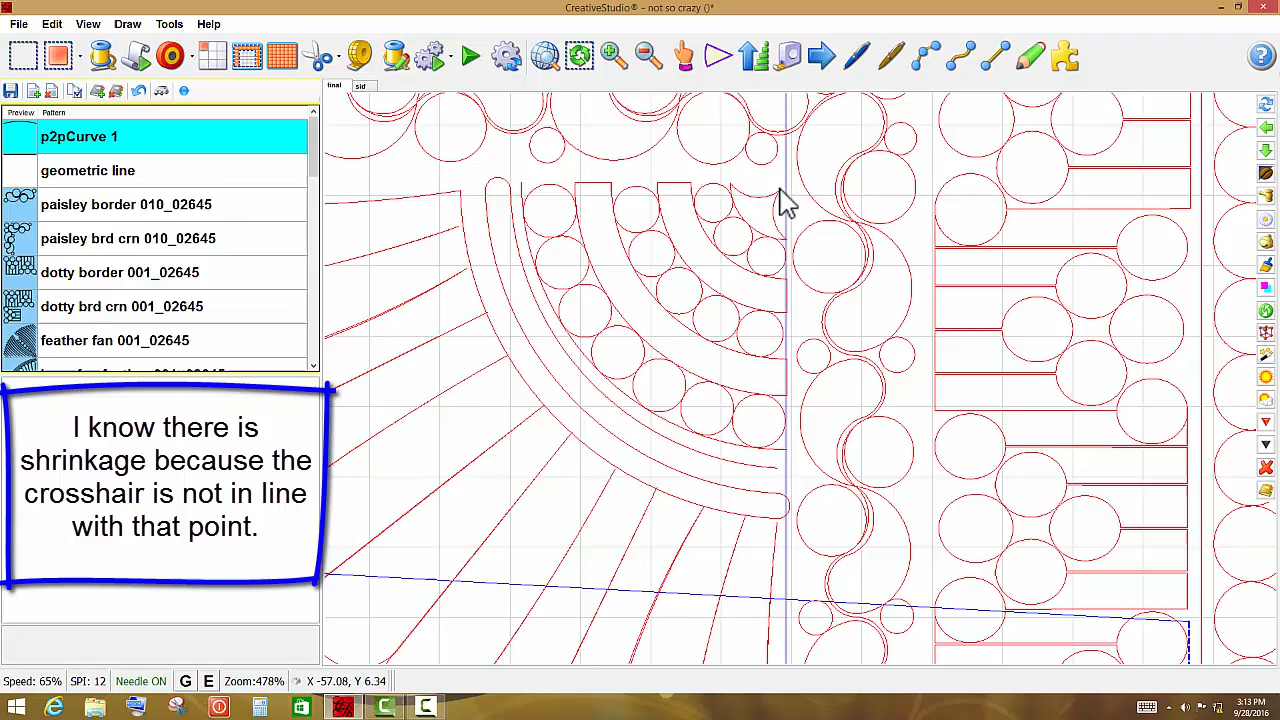 CreativeStudio® - not so crazy ()*
File Edit View Draw Tools Help
final sid
Preview Pattern
p2pCurve 1
geometric line
paisley border 010_02645
paisley brd crn 010_02645
dotty border 001_02645
dotty brd crn 001_02645
feather fan 001_02645
I know there is
shrinkage because the
crosshair is not in line
with that point.
Speed: 65% SPI: 12 Needle ON G E Zoom:478% X -57.08, Y 6.34
3:13 PM
9/28/2016